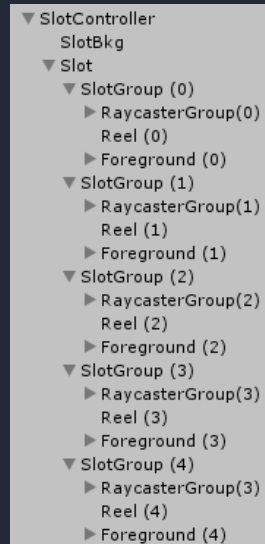 SlotController
SlotBkg
Slot
SlotGroup (0)
RaycasterGroup(0)
Reel (0)
Foreground (0)
SlotGroup (1)
RaycasterGroup(1)
Reel (1)
Foreground (1)
SlotGroup (2)
RaycasterGroup(2)
Reel (2)
Foreground (2)
SlotGroup (3)
RaycasterGroup(3)
Reel (3)
Foreground (3)
SlotGroup (4)
RaycasterGroup(3)
Reel (4)
Foreground (4)